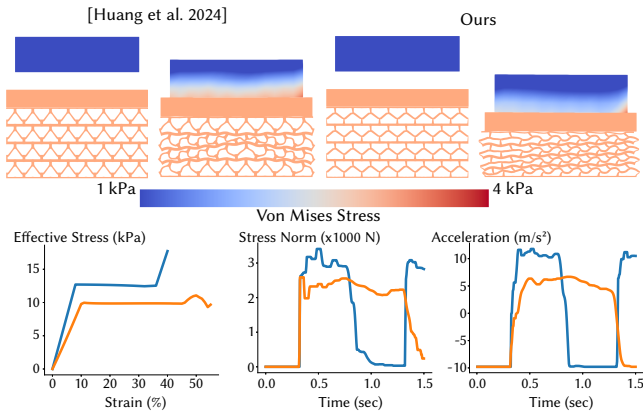 [Huang et al. 2024]
Ours
1 kPa
4 kPa
Von Mises Stress
Effective Stress (kPa)
Stress Norm (x1000 N)
Acceleration (m/s²)
15
10
5
0
0 10 20 30 40 50
Strain (%)
3
2
1
0
0.0 0.5 1.0 1.5
Time (sec)
10
5
0
-5
-10
0.0 0.5 1.0 1.5
Time (sec)